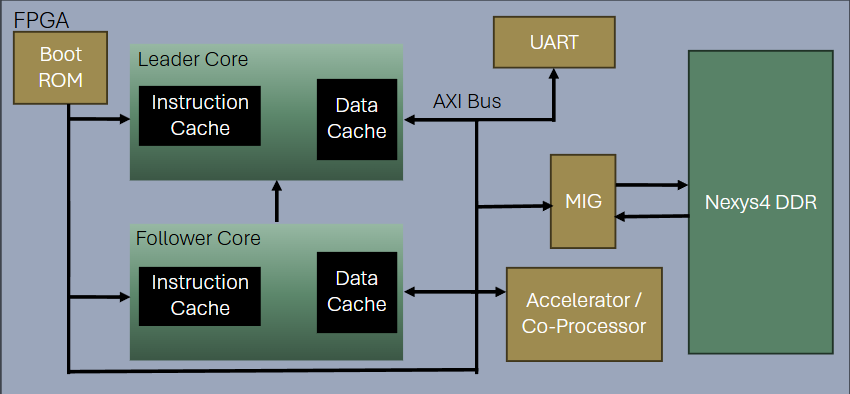 FPGA
Boot
ROM
Leader Core
Instruction
Cache
Data
Cache
AXI Bus
UART
MIG
Nexys4 DDR
Follower Core
Instruction
Cache
Data
Cache
Accelerator /
Co-Processor